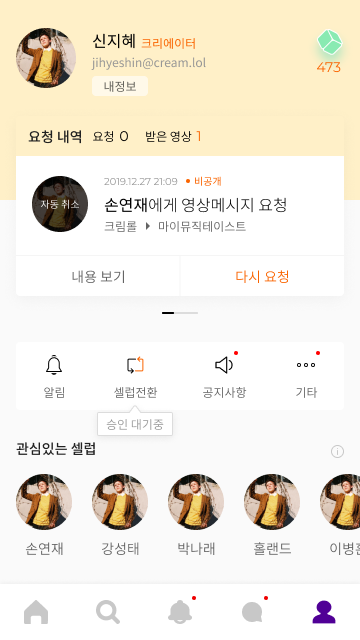 신지혜 크리에이터
jihyeshin@cream.lol
473
내정보
요청 내역 요청 0 받은 영상 1
2019.12.27 21:09 비공개
자동 취소
손연재에게 영상메시지 요청
크림롤 마이뮤직테이스트
내용 보기 다시 요청
알림 셀럽전환 공지사항 기타
승인 대기중
관심있는 셀럽
손연재 강성태 박나래 홀랜드